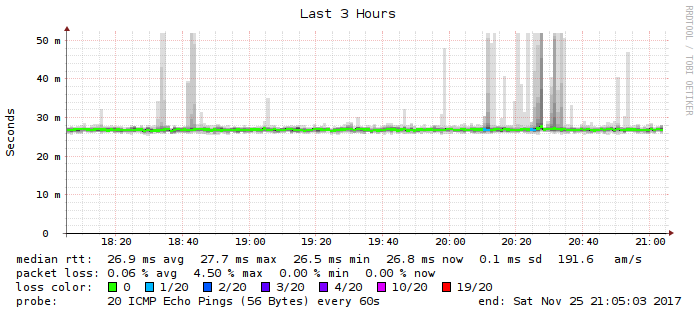 Last 3 Hours
RRDTOOL / TOBI OETIKER
Seconds
50 m
40 m
30 m
20 m
10 m
0
18:20 18:40 19:00 19:20 19:40 20:00 20:20 20:40 21:00
median rtt: 26.9 ms avg 27.7 ms max 26.5 ms min 26.8 ms now 0.1 ms sd 191.6 am/s
packet loss: 0.06 % avg 4.50 % max 0.00 % min 0.00 % now
loss color: 0 1/20 2/20 3/20 4/20 10/20 19/20
probe: 20 ICMP Echo Pings (56 Bytes) every 60s end: Sat Nov 25 21:05:03 2017